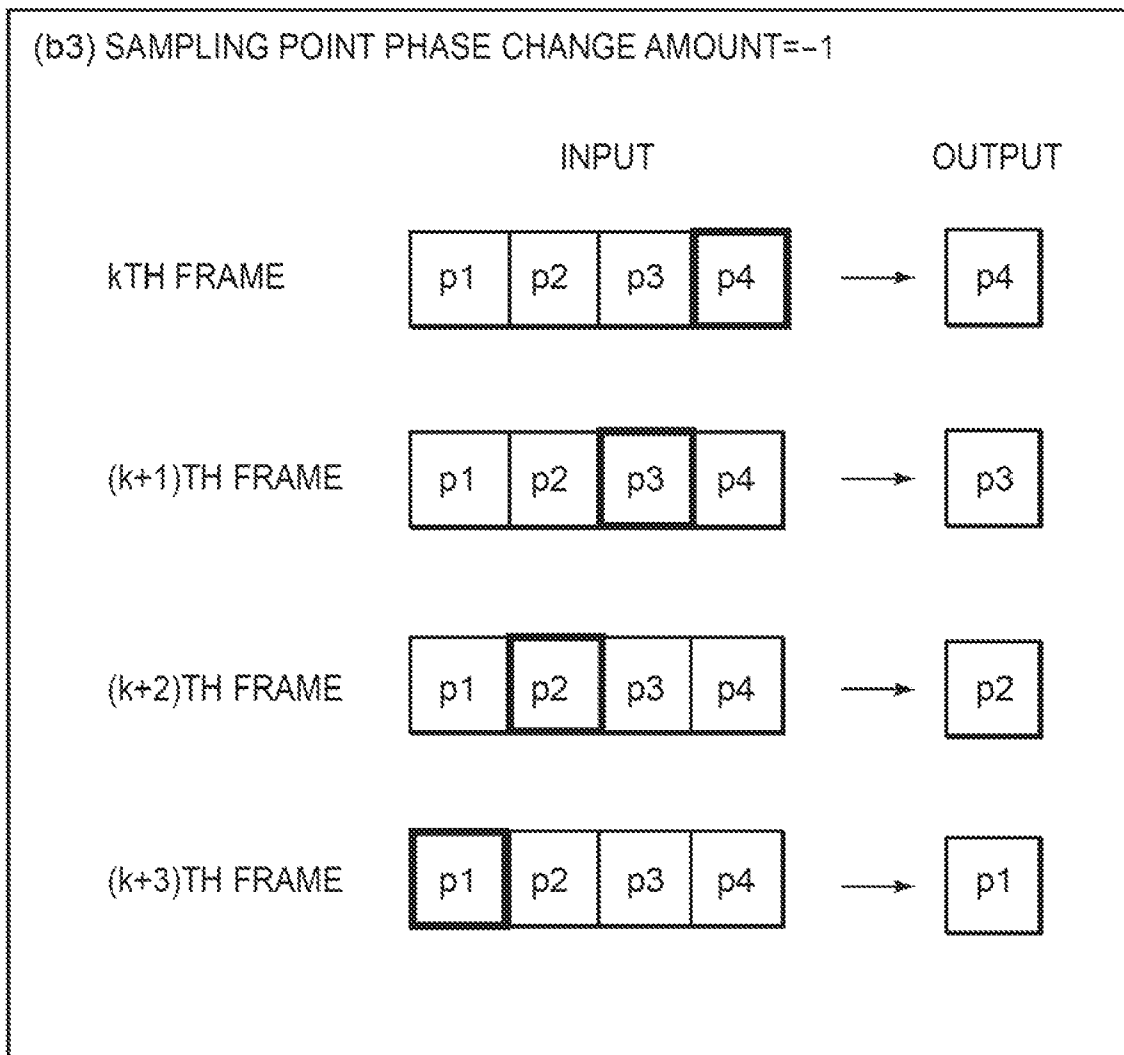 (b3) SAMPLING POINT PHASE CHANGE AMOUNT=−1
INPUT OUTPUT
kTH FRAME p1 p2 p3 p4 p4
(k+1)TH FRAME p1 p2 p3 p4 p3
(k+2)TH FRAME p1 p2 p3 p4 p2
(k+3)TH FRAME p1 p2 p3 p4 p1